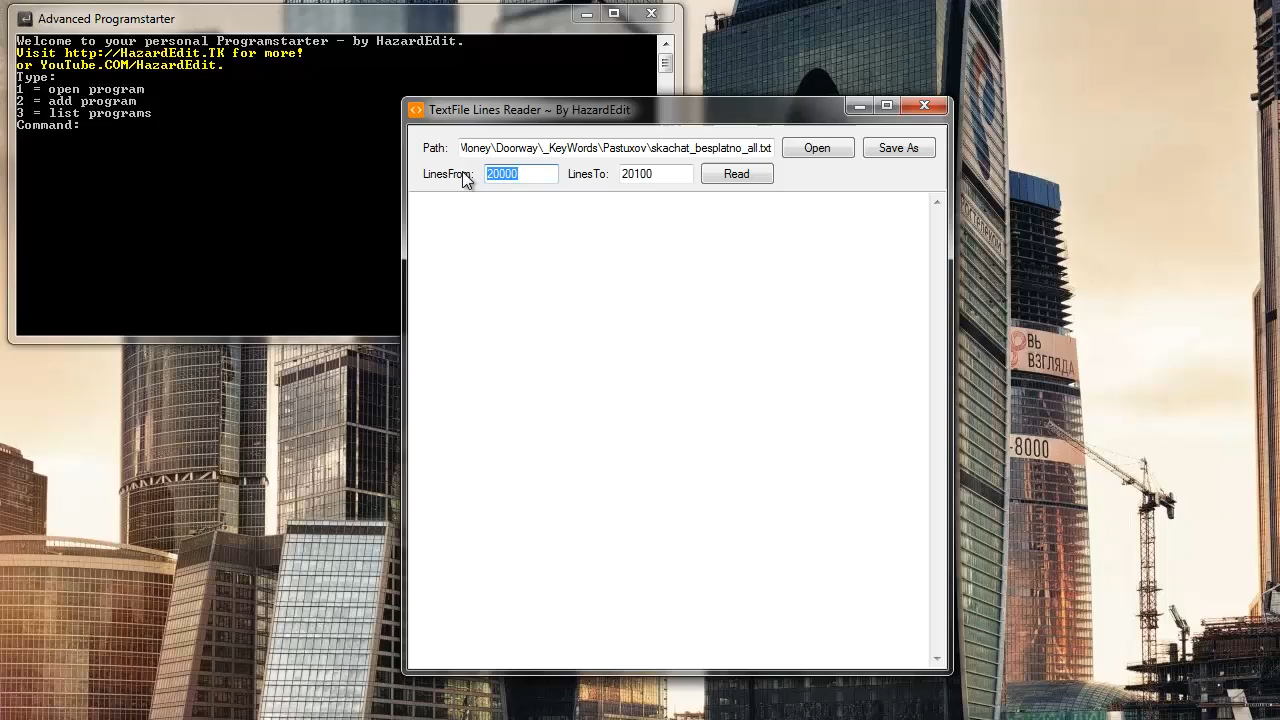 Advanced Programstarter
Welcome to your personal Programstarter - by HazardEdit.
Visit http://HazardEdit.TK for more!
or YouTube.COM/HazardEdit.
Type:
1 = open program
2 = add program
3 = list programs
Command:
TextFile Lines Reader ~ By HazardEdit
Path: Money\Doorway\_KeyWords\Pastuxov\skachat_besplatno_all.txt Open Save As
LinesFrom: 20000 LinesTo: 20100 Read
ВЬ
ВЗГЛЯДА
-8000